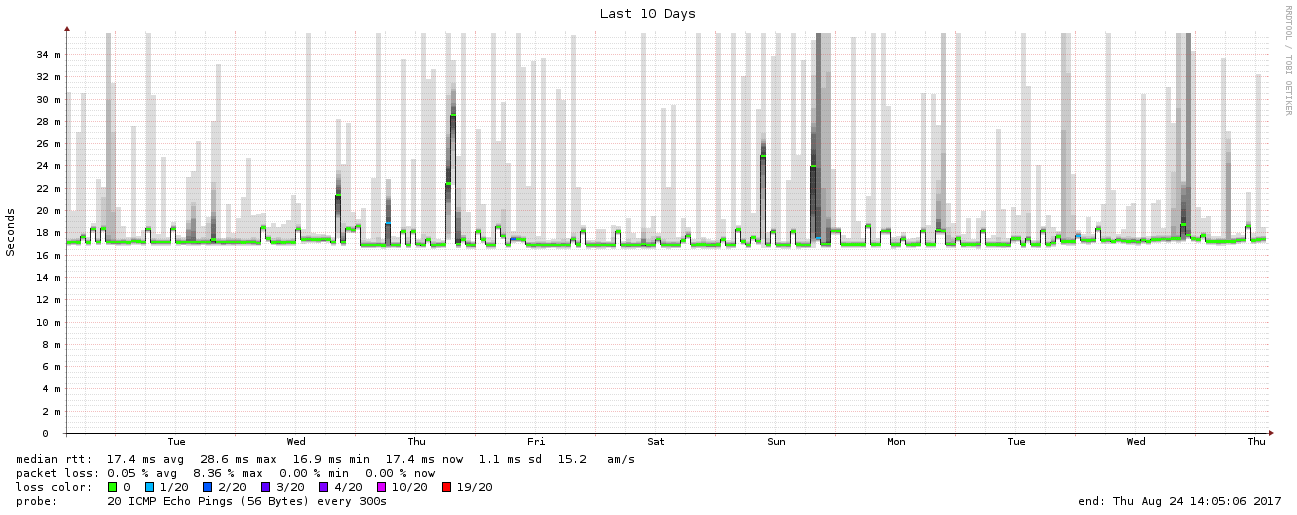 Last 10 Days
RRDTOOL / TOBI OETIKER
Seconds
34 m
32 m
30 m
28 m
26 m
24 m
22 m
20 m
18 m
16 m
14 m
12 m
10 m
8 m
6 m
4 m
2 m
0
Tue Wed Thu Fri Sat Sun Mon Tue Wed Thu
median rtt: 17.4 ms avg 28.6 ms max 16.9 ms min 17.4 ms now 1.1 ms sd 15.2 am/s
packet loss: 0.05 % avg 8.36 % max 0.00 % min 0.00 % now
loss color: 0 1/20 2/20 3/20 4/20 10/20 19/20
probe: 20 ICMP Echo Pings (56 Bytes) every 300s end: Thu Aug 24 14:05:06 2017